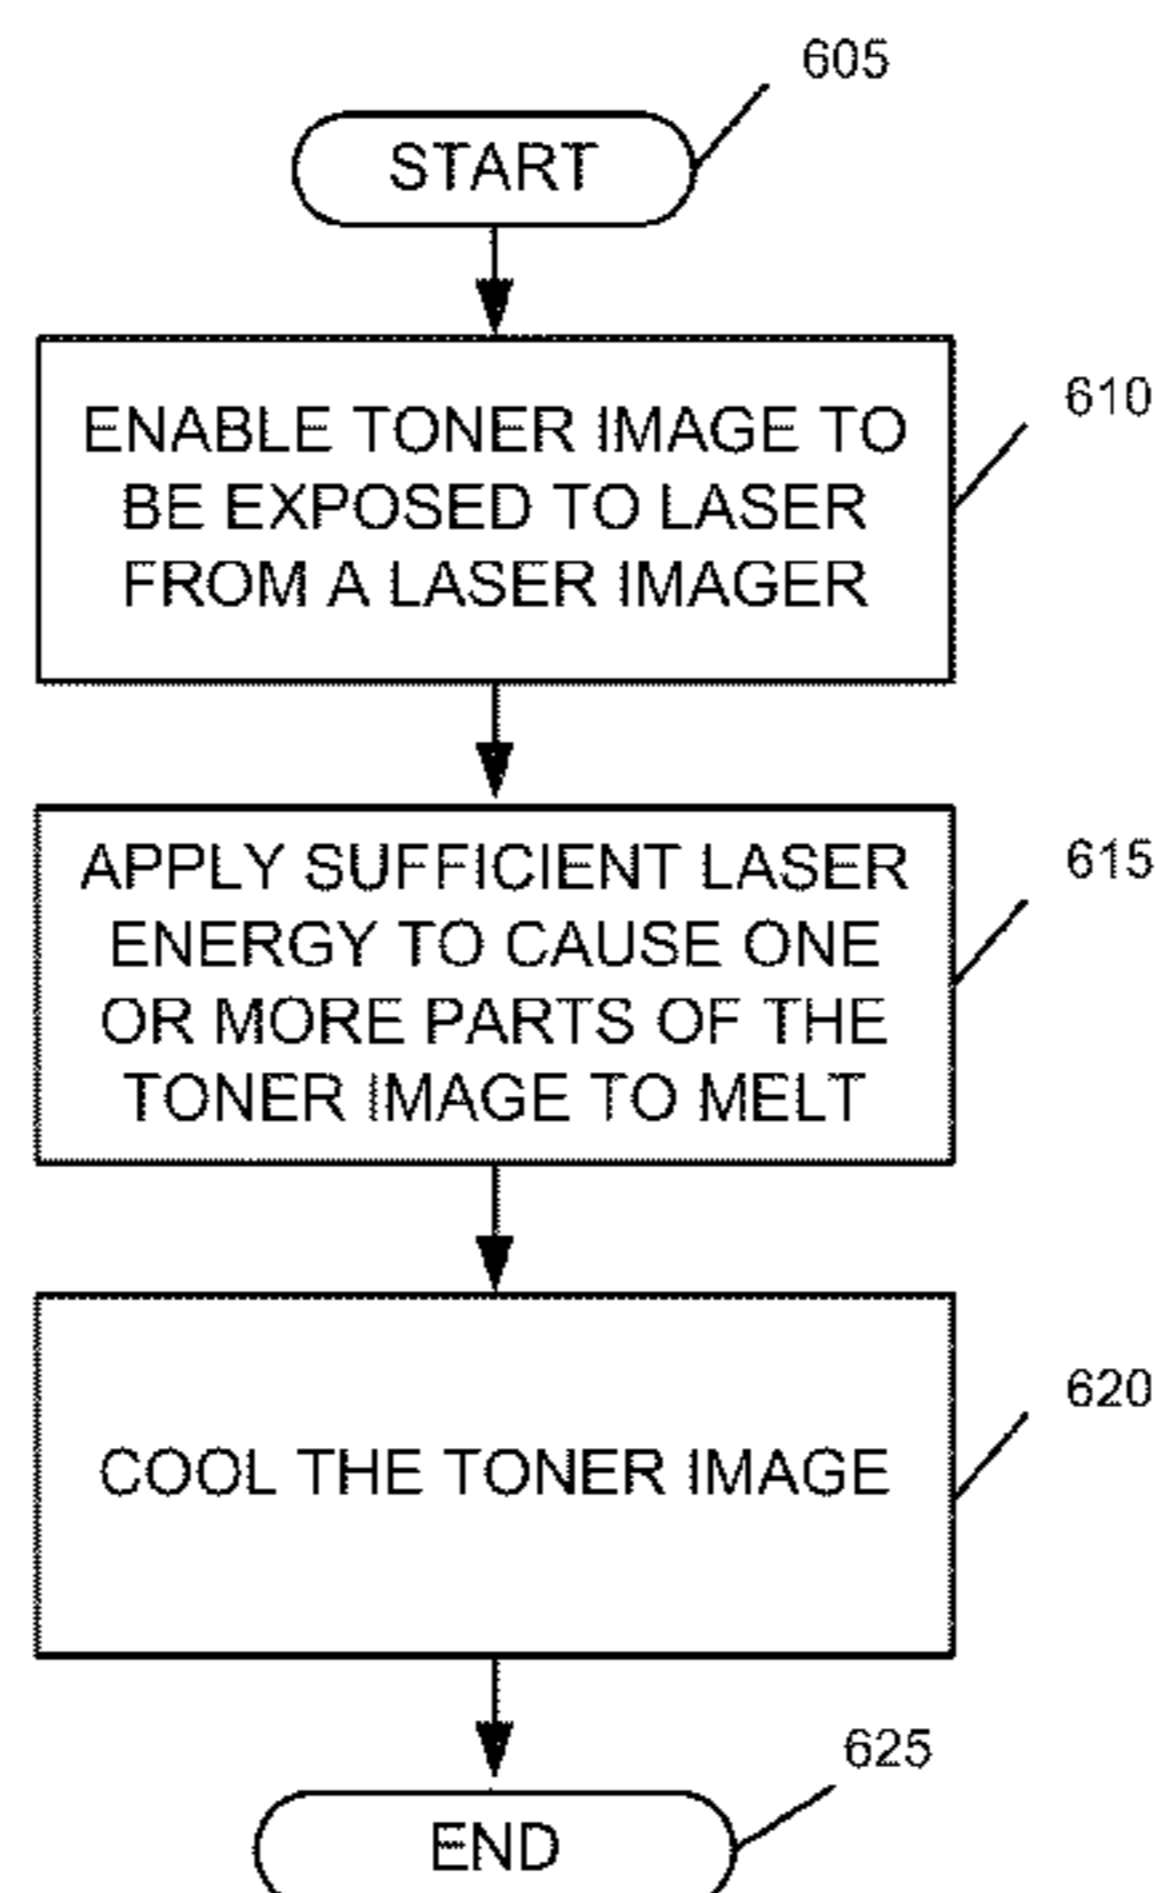 605
START
610
ENABLE TONER IMAGE TO
BE EXPOSED TO LASER
FROM A LASER IMAGER
615
APPLY SUFFICIENT LASER
ENERGY TO CAUSE ONE
OR MORE PARTS OF THE
TONER IMAGE TO MELT
620
COOL THE TONER IMAGE
625
END